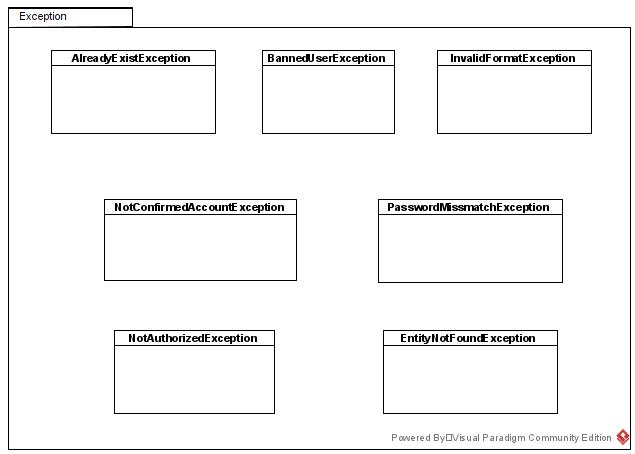 Exception
AlreadyExistException
BannedUserException
InvalidFormatException
NotConfirmedAccountException
PasswordMissmatchException
NotAuthorizedException
EntityNotFoundException
Powered By□Visual Paradigm Community Edition